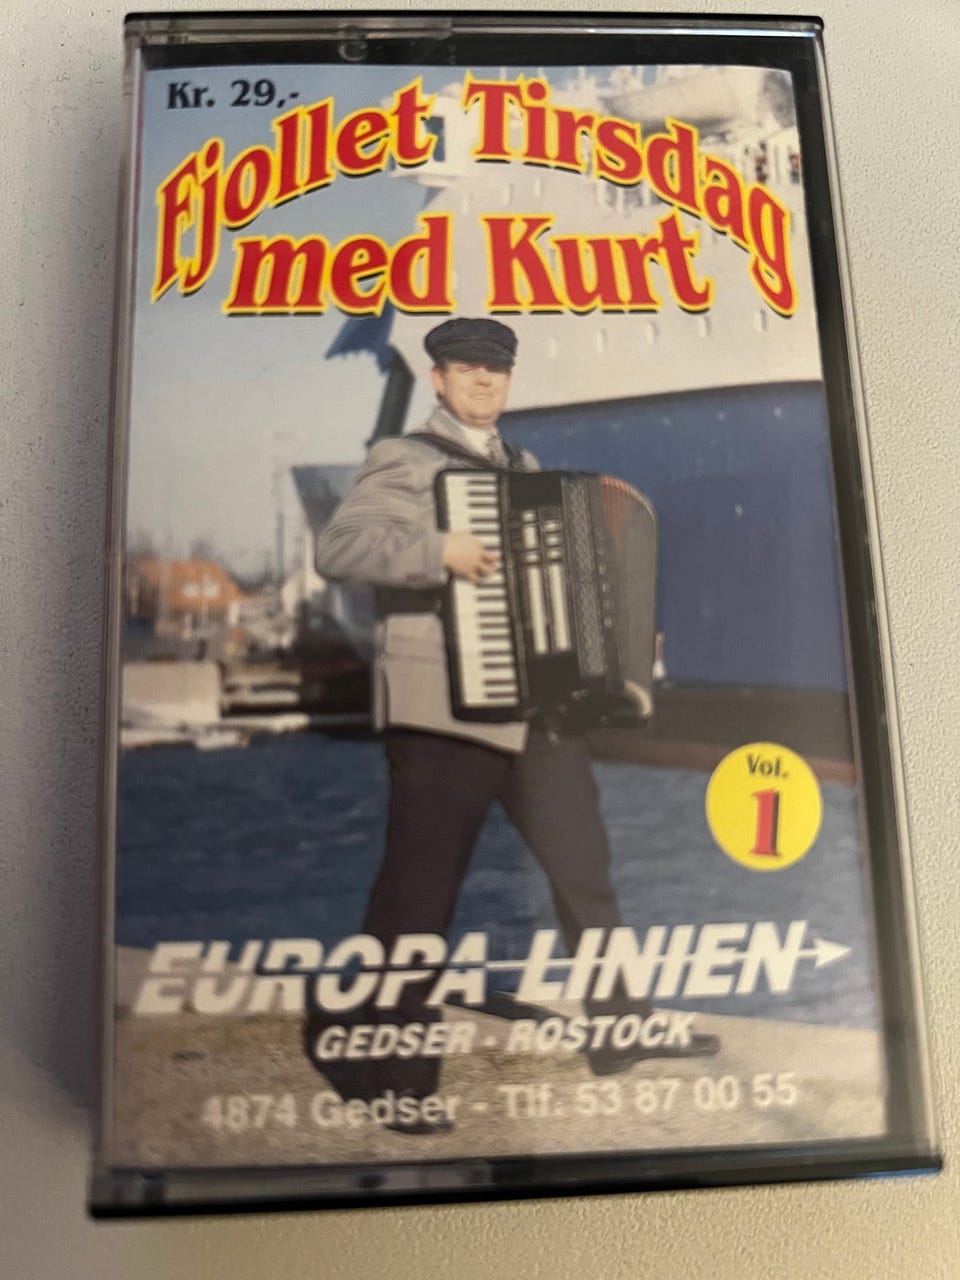 Kr. 29,-
Fjollet Tirsdag
med Kurt
Vol.
1
EUROPA LINIEN
GEDSER - ROSTOCK
4874 Gedser - Tlf. 53 87 00 55